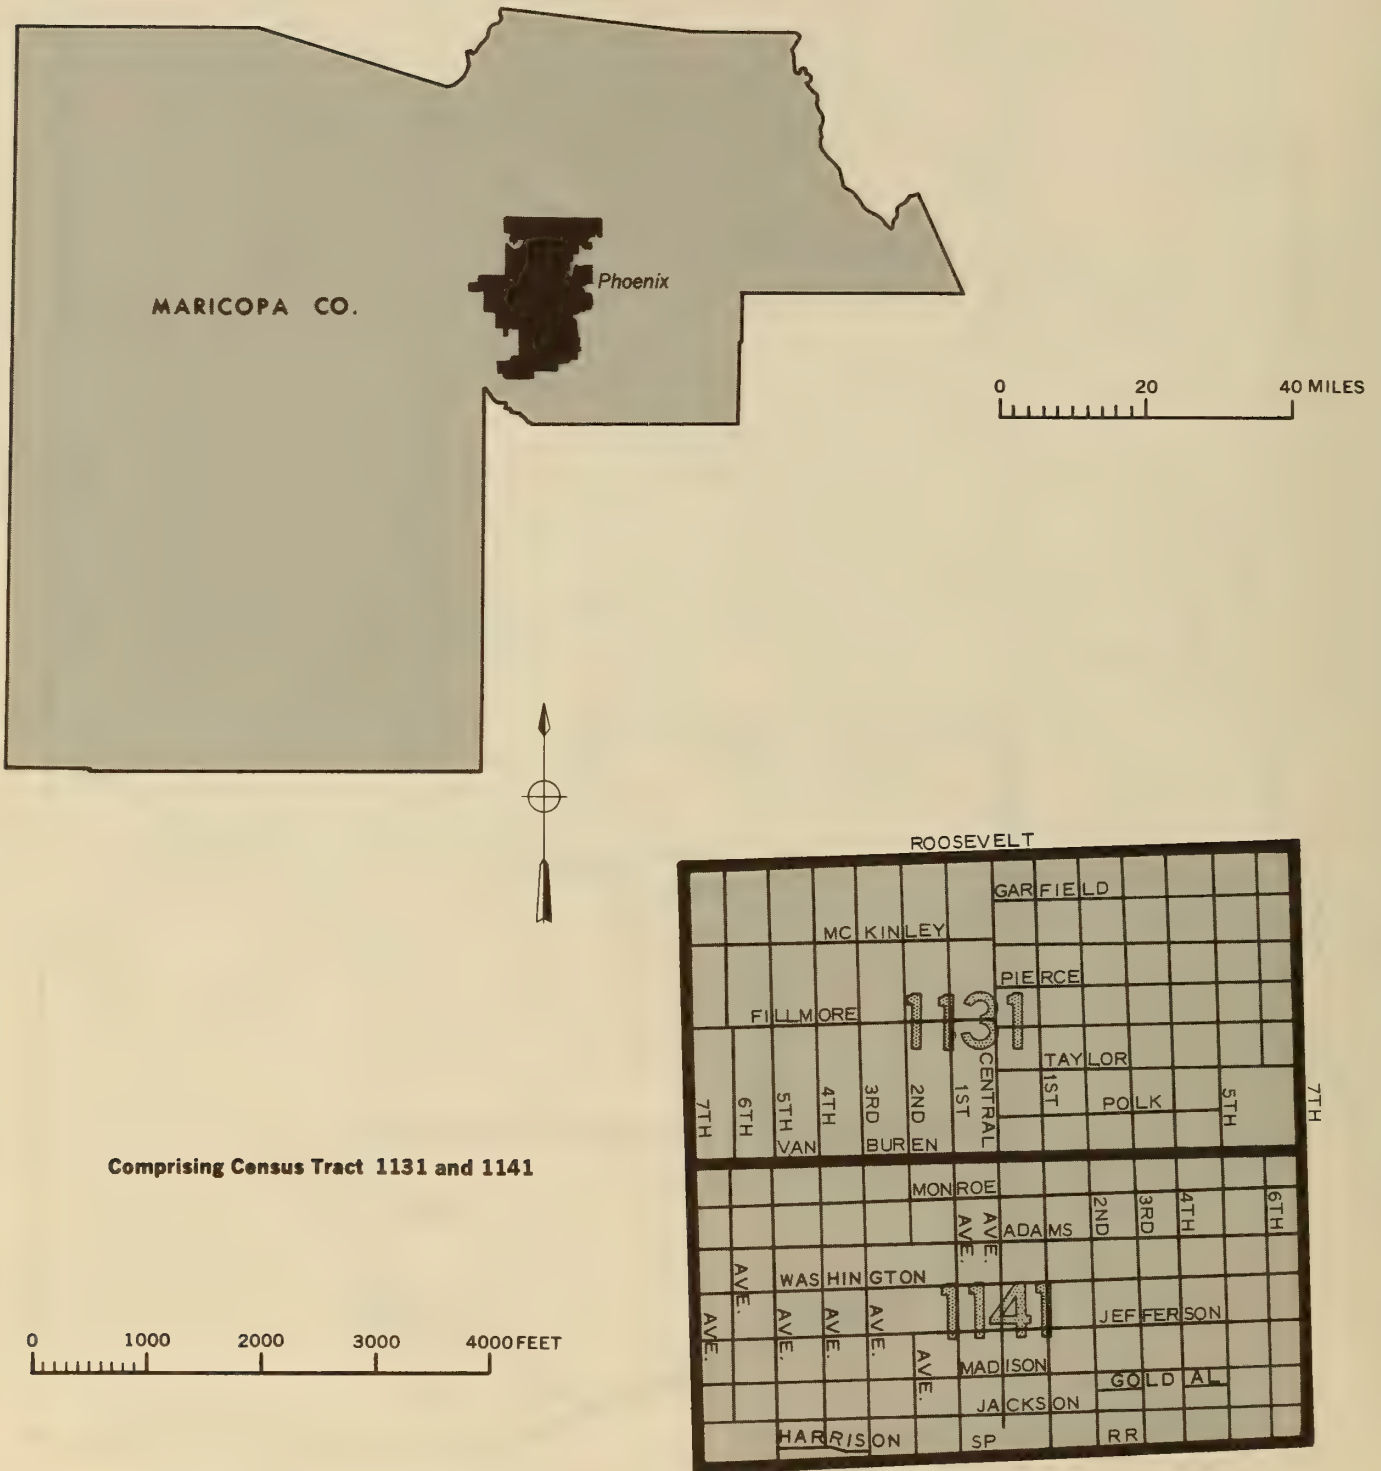 MARICOPA CO.
Phoenix
0 20 40 MILES
ROOSEVELT
GARFIELD
MC KINLEY
PIERCE
FILLMORE
1131
TAYLOR
POLK
7TH
6TH
5TH
4TH
3RD
2ND
1ST
CENTRAL
1ST
5TH
7TH
VAN BUREN
Comprising Census Tract 1131 and 1141
MONROE
2ND
3RD
4TH
6TH
AVE.
AVE.
ADAMS
WASHINGTON
1141
JEFFERSON
AVE.
AVE.
AVE.
AVE.
AVE.
AVE.
MADISON
GOLD AL
JACKSON
HARRISON
SP RR
0 1000 2000 3000 4000 FEET